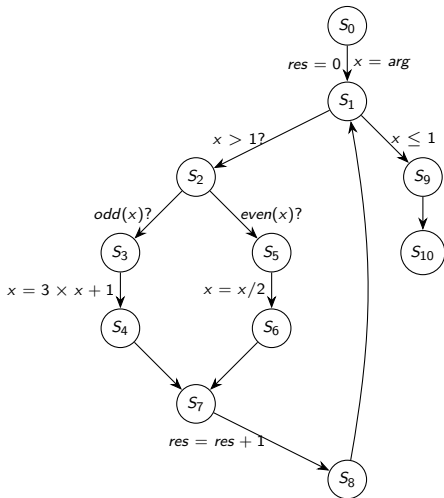 S0
res = 0 x = arg
S1
x > 1? x ≤ 1
S2 S9
odd(x)? even(x)?
S3 S5 S10
x = 3 × x + 1 x = x/2
S4 S6
S7
res = res + 1
S8